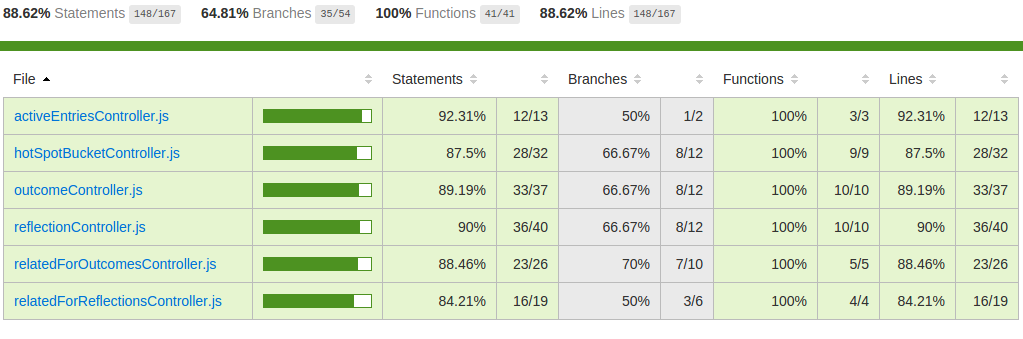 88.62% Statements 148/167 64.81% Branches 35/54 100% Functions 41/41 88.62% Lines 148/167
File Statements Branches Functions Lines
activeEntriesController.js 92.31% 12/13 50% 1/2 100% 3/3 92.31% 12/13
hotSpotBucketController.js 87.5% 28/32 66.67% 8/12 100% 9/9 87.5% 28/32
outcomeController.js 89.19% 33/37 66.67% 8/12 100% 10/10 89.19% 33/37
reflectionController.js 90% 36/40 66.67% 8/12 100% 10/10 90% 36/40
relatedForOutcomesController.js 88.46% 23/26 70% 7/10 100% 5/5 88.46% 23/26
relatedForReflectionsController.js 84.21% 16/19 50% 3/6 100% 4/4 84.21% 16/19